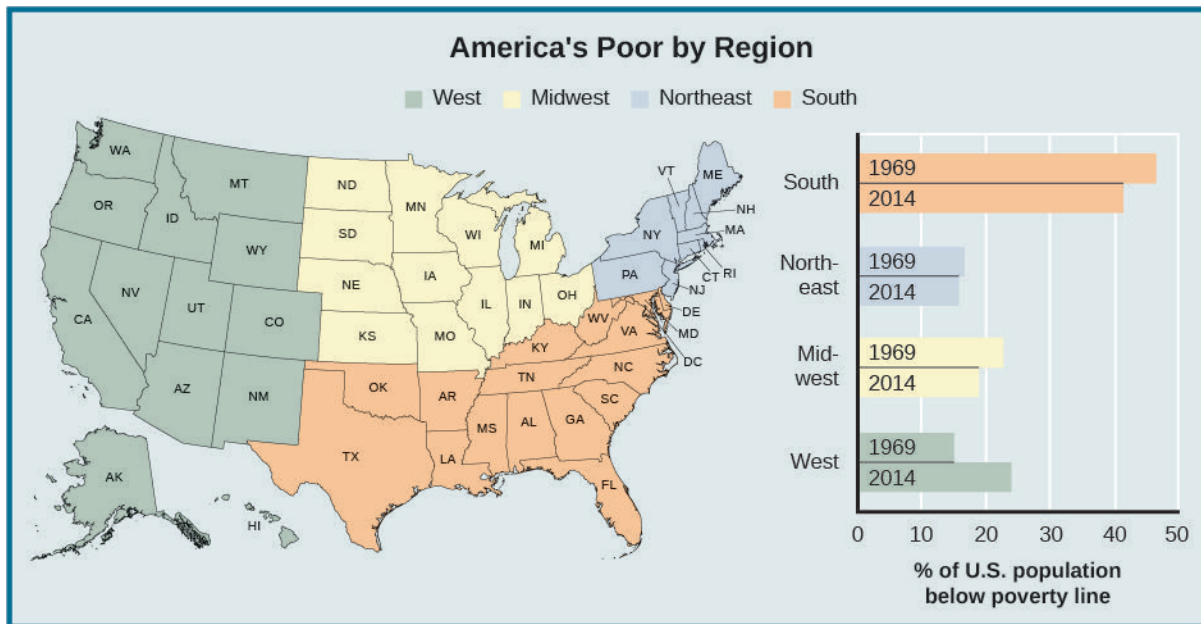 America's Poor by Region
West Midwest Northeast South
WA
MT
ND
MN
VT
ME
OR
ID
SD
WI
MI
NY
NH
MA
WY
IA
PA
CT
RI
NV
NE
IL
IN
OH
NJ
CA
UT
CO
KS
MO
WV
VA
DE
MD
DC
KY
AZ
NM
OK
AR
TN
NC
SC
MS
AL
GA
TX
LA
FL
AK
HI
South
1969
2014
North-
east
1969
2014
Mid-
west
1969
2014
West
1969
2014
0 10 20 30 40 50
% of U.S. population
below poverty line